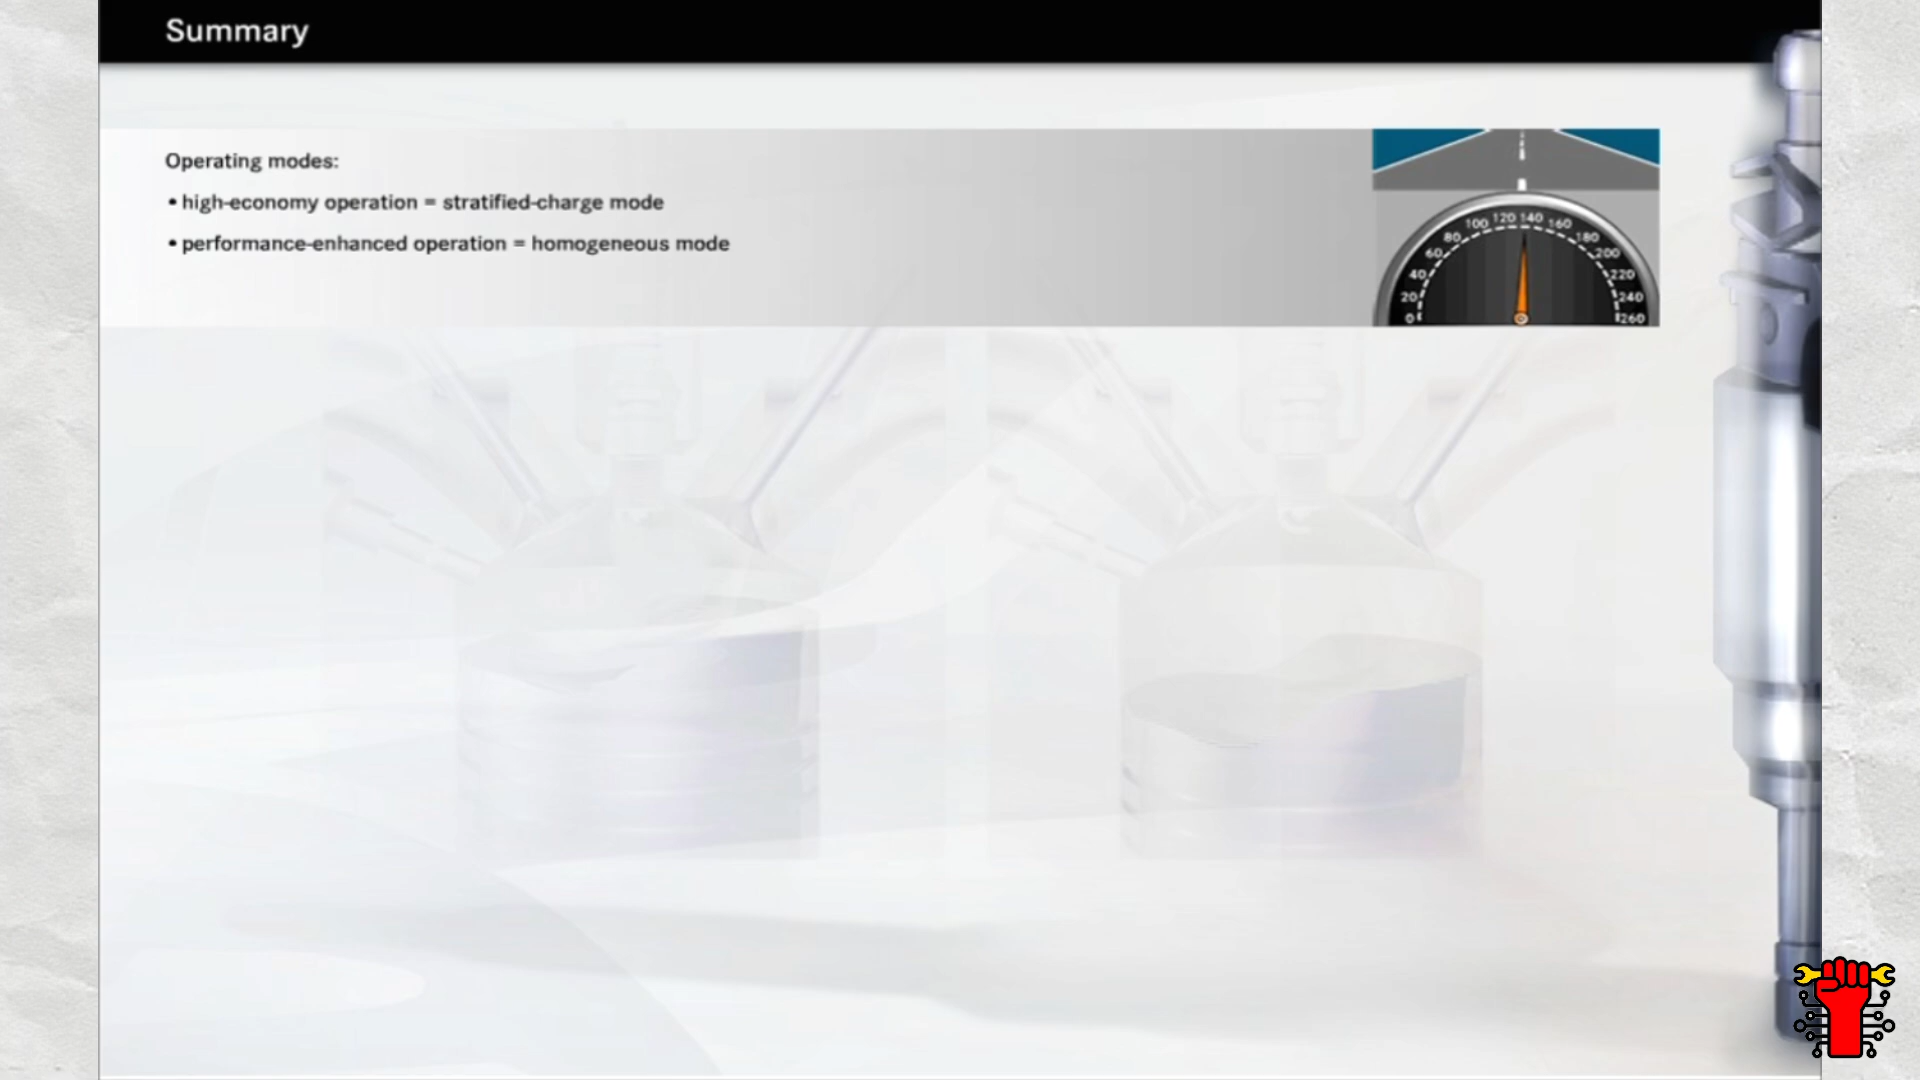 Summary
Operating modes:
• high-economy operation = stratified-charge mode
• performance-enhanced operation = homogeneous mode
0 20 40 60 80 100 120 140 160 180 200 220 240 260